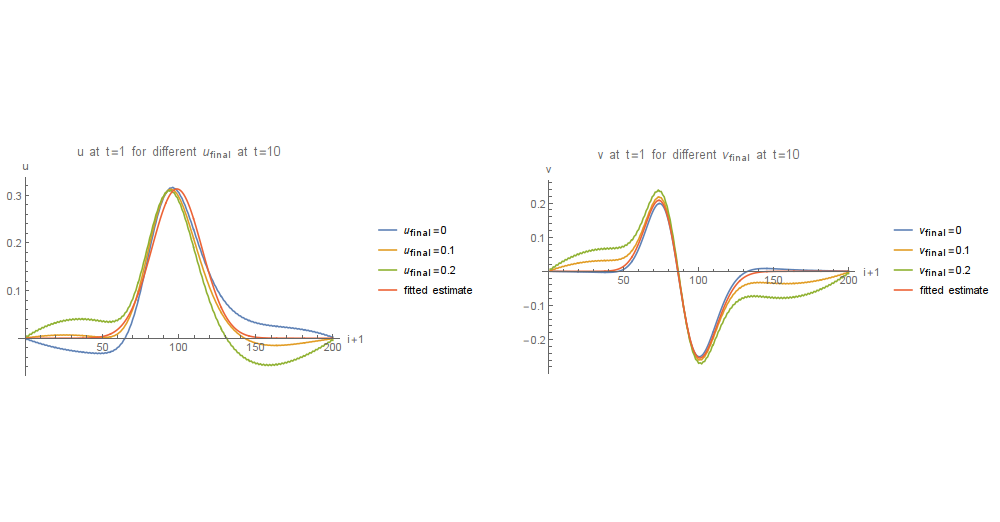 u at t=1 for different u_final at t=10
u
0.3
0.2
0.1
50
100
150
200
i+1
u_final=0
u_final=0.1
u_final=0.2
fitted estimate
v at t=1 for different v_final at t=10
v
0.2
0.1
-0.1
-0.2
50
100
150
200
i+1
v_final=0
v_final=0.1
v_final=0.2
fitted estimate